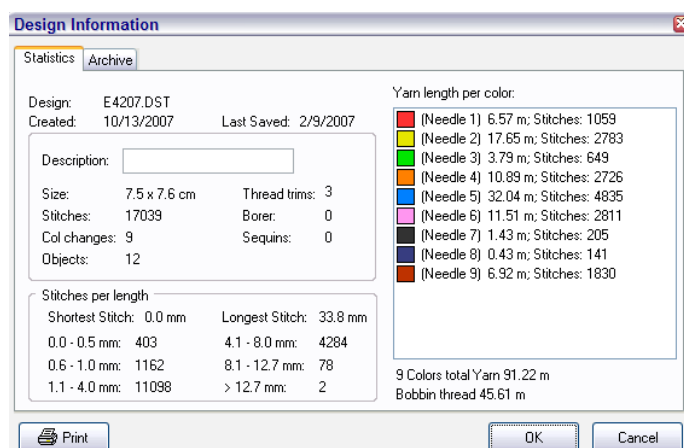 Design Information
Statistics Archive
Design: E4207.DST
Created: 10/13/2007 Last Saved: 2/9/2007
Description:
Size: 7.5 x 7.6 cm Thread trims: 3
Stitches: 17039 Borer: 0
Col changes: 9 Sequins: 0
Objects: 12
Stitches per length
Shortest Stitch: 0.0 mm Longest Stitch: 33.8 mm
0.0 - 0.5 mm: 403 4.1 - 8.0 mm: 4284
0.6 - 1.0 mm: 1162 8.1 - 12.7 mm: 78
1.1 - 4.0 mm: 11098 > 12.7 mm: 2
Yarn length per color:
(Needle 1) 6.57 m; Stitches: 1059
(Needle 2) 17.65 m; Stitches: 2783
(Needle 3) 3.79 m; Stitches: 649
(Needle 4) 10.89 m; Stitches: 2726
(Needle 5) 32.04 m; Stitches: 4835
(Needle 6) 11.51 m; Stitches: 2811
(Needle 7) 1.43 m; Stitches: 205
(Needle 8) 0.43 m; Stitches: 141
(Needle 9) 6.92 m; Stitches: 1830
9 Colors total Yarn 91.22 m
Bobbin thread 45.61 m
Print OK Cancel